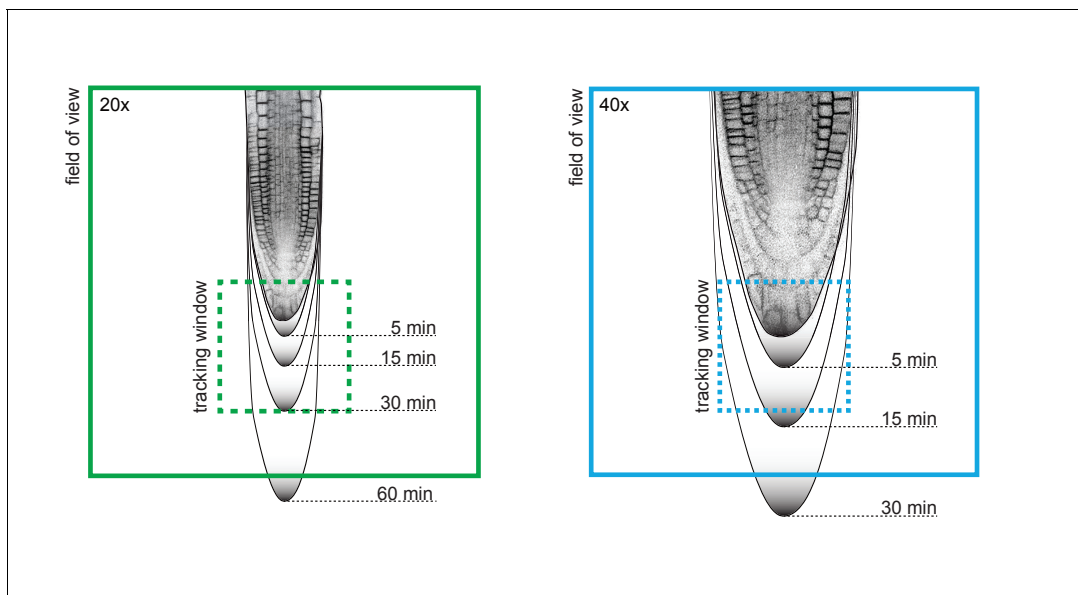 field of view
20x
tracking window
5 min
15 min
30 min
60 min
field of view
40x
tracking window
5 min
15 min
30 min